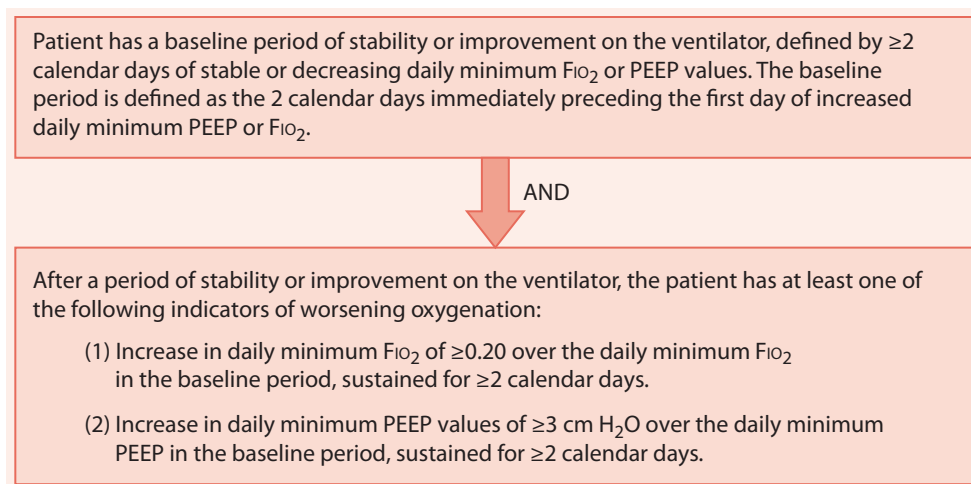 Patient has a baseline period of stability or improvement on the ventilator, defined by ≥2
calendar days of stable or decreasing daily minimum FIO₂ or PEEP values. The baseline
period is defined as the 2 calendar days immediately preceding the first day of increased
daily minimum PEEP or FIO₂.
AND
After a period of stability or improvement on the ventilator, the patient has at least one of
the following indicators of worsening oxygenation:
(1) Increase in daily minimum FIO₂ of ≥0.20 over the daily minimum FIO₂
in the baseline period, sustained for ≥2 calendar days.
(2) Increase in daily minimum PEEP values of ≥3 cm H₂O over the daily minimum
PEEP in the baseline period, sustained for ≥2 calendar days.